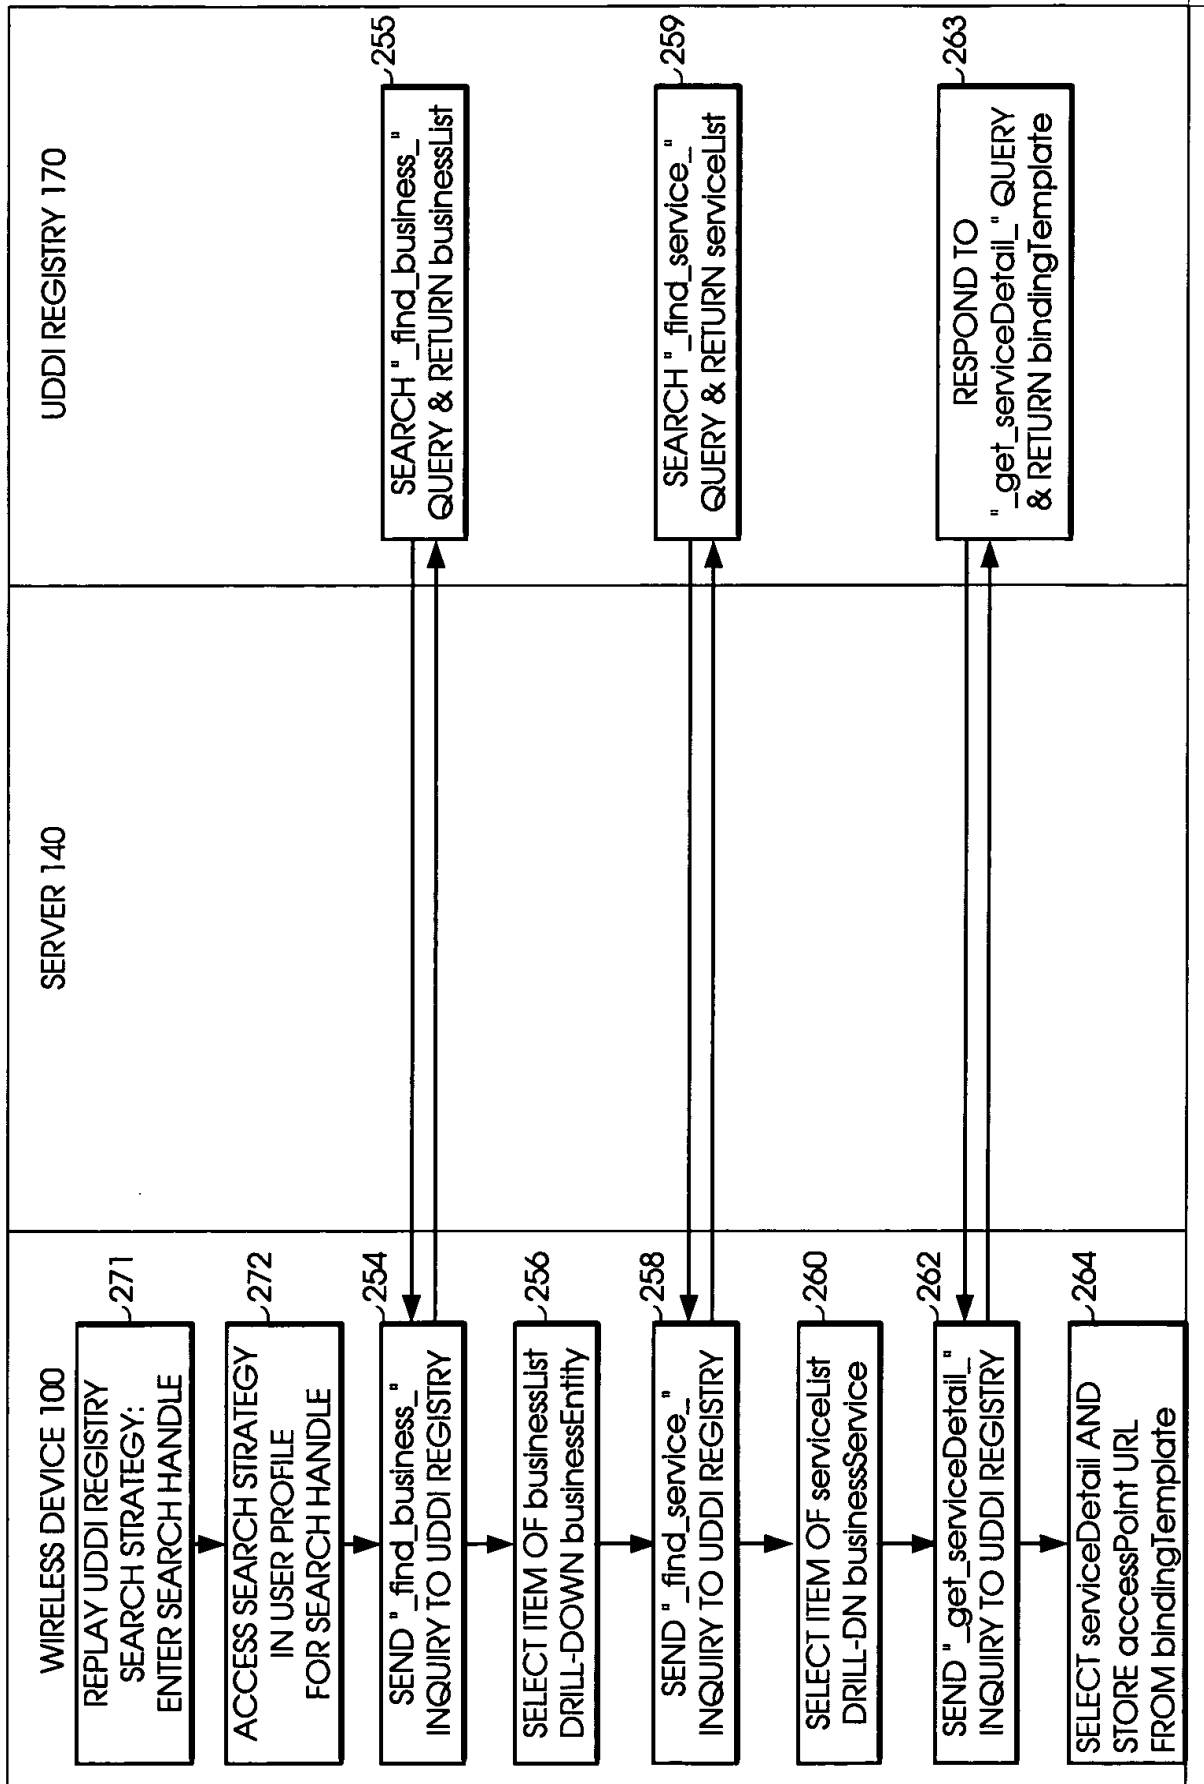 WIRELESS DEVICE 100
SERVER 140
UDDI REGISTRY 170
REPLAY UDDI REGISTRY
SEARCH STRATEGY:
ENTER SEARCH HANDLE
271
ACCESS SEARCH STRATEGY
IN USER PROFILE
FOR SEARCH HANDLE
272
SEND "_find_business_"
INQUIRY TO UDDI REGISTRY
254
SEARCH "_find_business_"
QUERY & RETURN businessList
255
SELECT ITEM OF businessList
DRILL-DOWN businessEntity
256
SEND "_find_service_"
INQUIRY TO UDDI REGISTRY
258
SEARCH "_find_service_"
QUERY & RETURN serviceList
259
SELECT ITEM OF serviceList
DRILL-DN businessService
260
SEND "_get_serviceDetail_"
INQUIRY TO UDDI REGISTRY
262
RESPOND TO
"_get_serviceDetail_" QUERY
& RETURN bindingTemplate
263
SELECT serviceDetail AND
STORE accessPoint URL
FROM bindingTemplate
264